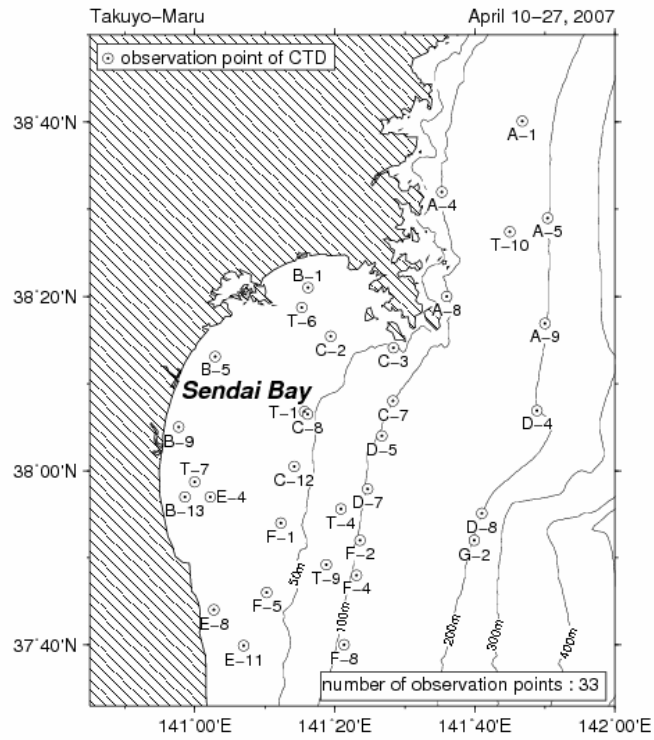 Takuyo−Maru April 10−27, 2007
observation point of CTD
38˚40'N
A−1
A−4
T−10 A−5
B−1
38˚20'N
T−6
A−8
C−2
A−9
C−3
B−5
Sendai Bay
T−1
C−8
C−7
D−4
B−9
D−5
T−7
C−12
38˚00'N
E−4
B−13
D−7
T−4
D−8
F−1
F−2
G−2
50m
T−9
F−4
F−5
100m
E−8
200m
300m
400m
37˚40'N
E−11
F−8
number of observation points : 33
141˚00'E 141˚20'E 141˚40'E 142˚00'E